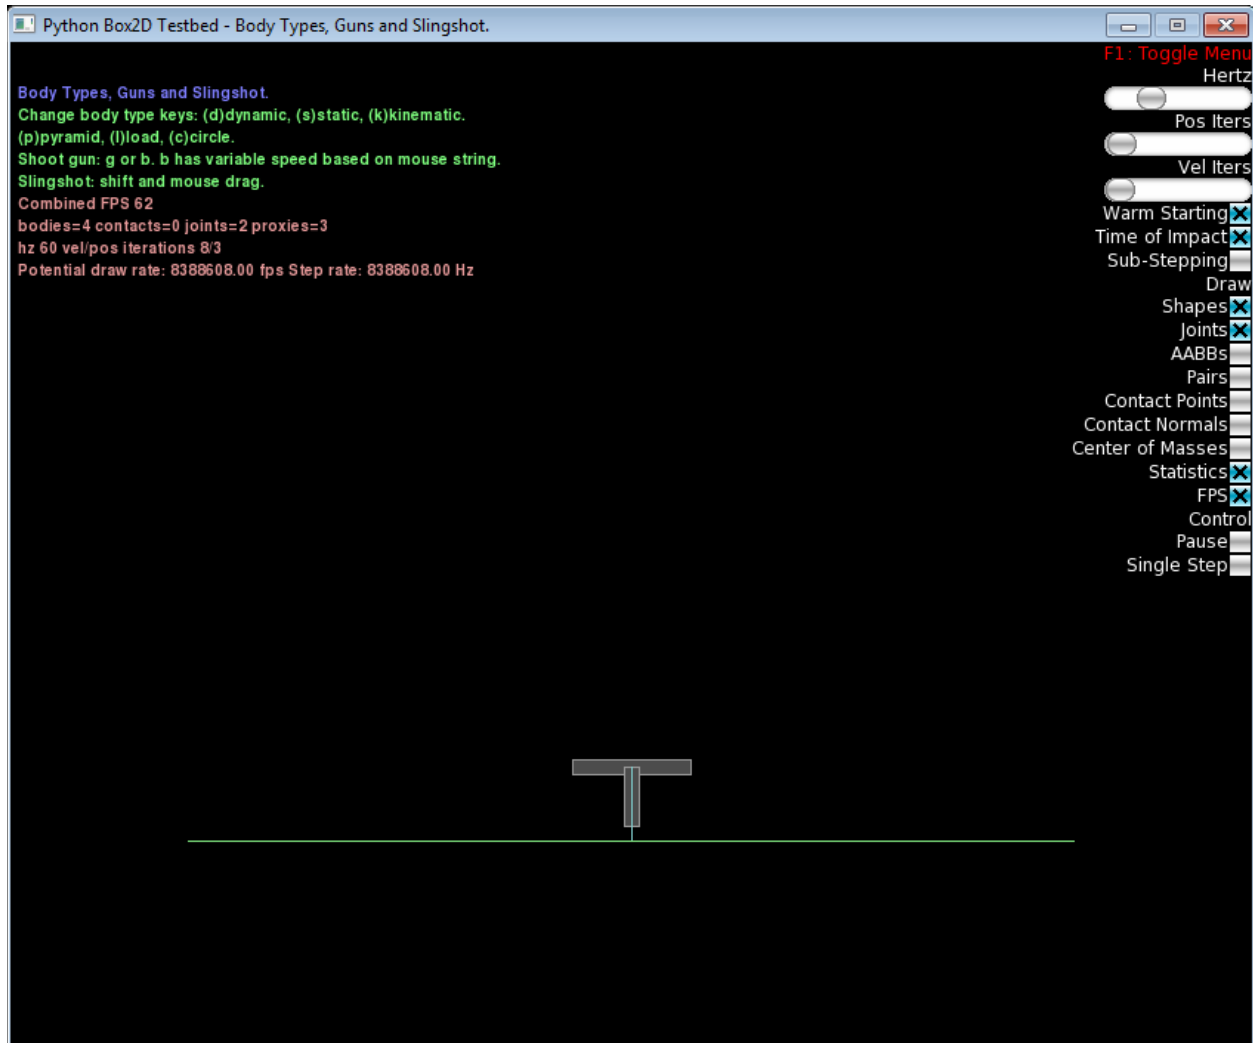 Python Box2D Testbed - Body Types, Guns and Slingshot.
F1: Toggle Menu
Hertz
Body Types, Guns and Slingshot.
Change body type keys: (d)dynamic, (s)static, (k)kinematic.
(p)pyramid, (l)load, (c)circle.
Shoot gun: g or b. b has variable speed based on mouse string.
Slingshot: shift and mouse drag.
Combined FPS 62
bodies=4 contacts=0 joints=2 proxies=3
hz 60 vel/pos iterations 8/3
Potential draw rate: 8388608.00 fps Step rate: 8388608.00 Hz
Pos Iters
Vel Iters
Warm Starting
Time of Impact
Sub-Stepping
Draw
Shapes
Joints
AABBs
Pairs
Contact Points
Contact Normals
Center of Masses
Statistics
FPS
Control
Pause
Single Step